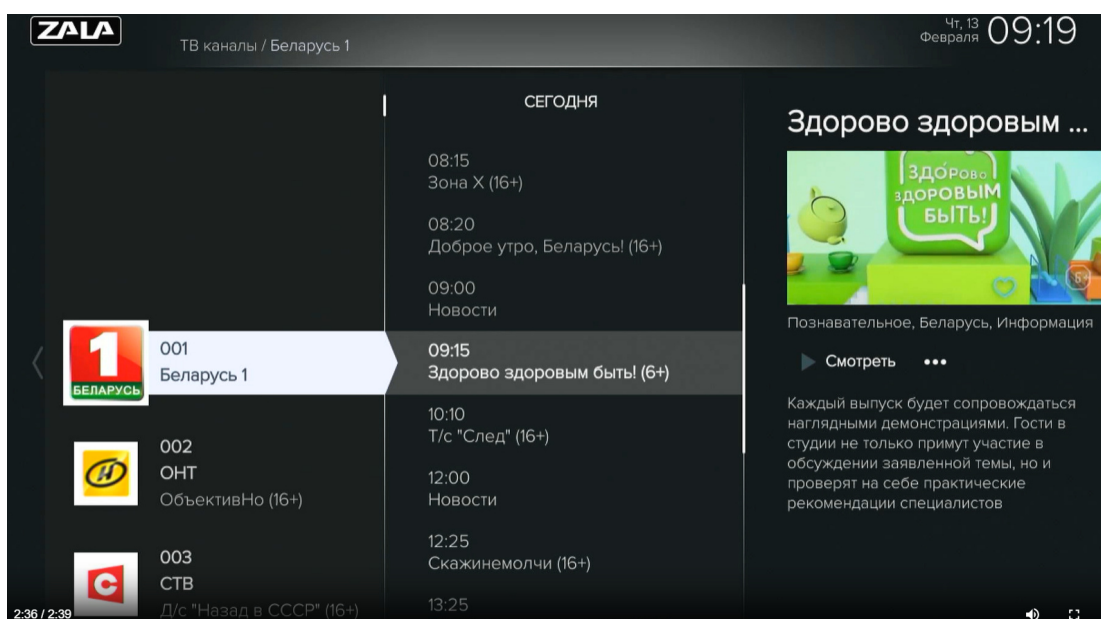 ZALA
ТВ каналы / Беларусь 1
Чт, 13
Февраля
09:19
СЕГОДНЯ
08:15
Зона Х (16+)
08:20
Доброе утро, Беларусь! (16+)
09:00
Новости
09:15
Здорово здоровым быть! (6+)
10:10
Т/с "След" (16+)
12:00
Новости
12:25
Скажинемолчи (16+)
13:25
1
БЕЛАРУСЬ
001
Беларусь 1
002
ОНТ
ОбъективНо (16+)
С
003
СТВ
Д/с "Назад в СССР" (16+)
Здорово здоровым ...
ЗДОРОВО
ЗДОРОВЫМ
БЫТЬ!
6+
Познавательное, Беларусь, Информация
Смотреть
Каждый выпуск будет сопровождаться
наглядными демонстрациями. Гости в
студии не только примут участие в
обсуждении заявленной темы, но и
проверят на себе практические
рекомендации специалистов
2:36 / 2:39